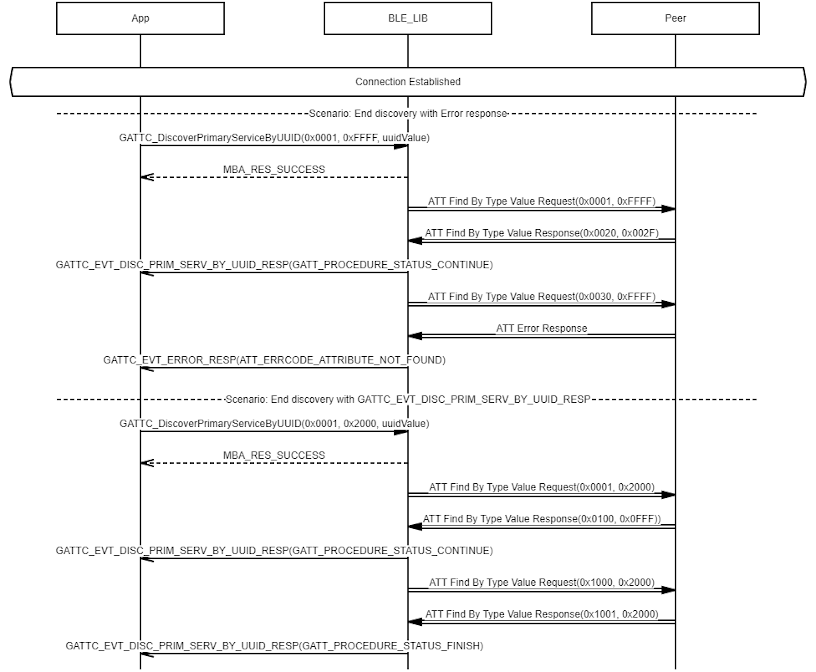 App
BLE_LIB
Peer
Connection Established
Scenario: End discovery with Error response
GATTC_DiscoverPrimaryServiceByUUID(0x0001, 0xFFFF, uuidValue)
MBA_RES_SUCCESS
ATT Find By Type Value Request(0x0001, 0xFFFF)
ATT Find By Type Value Response(0x0020, 0x002F)
GATTC_EVT_DISC_PRIM_SERV_BY_UUID_RESP(GATT_PROCEDURE_STATUS_CONTINUE)
ATT Find By Type Value Request(0x0030, 0xFFFF)
ATT Error Response
GATTC_EVT_ERROR_RESP(ATT_ERRCODE_ATTRIBUTE_NOT_FOUND)
Scenario: End discovery with GATTC_EVT_DISC_PRIM_SERV_BY_UUID_RESP
GATTC_DiscoverPrimaryServiceByUUID(0x0001, 0x2000, uuidValue)
MBA_RES_SUCCESS
ATT Find By Type Value Request(0x0001, 0x2000)
ATT Find By Type Value Response(0x0100, 0x0FFF))
GATTC_EVT_DISC_PRIM_SERV_BY_UUID_RESP(GATT_PROCEDURE_STATUS_CONTINUE)
ATT Find By Type Value Request(0x1000, 0x2000)
ATT Find By Type Value Response(0x1001, 0x2000)
GATTC_EVT_DISC_PRIM_SERV_BY_UUID_RESP(GATT_PROCEDURE_STATUS_FINISH)